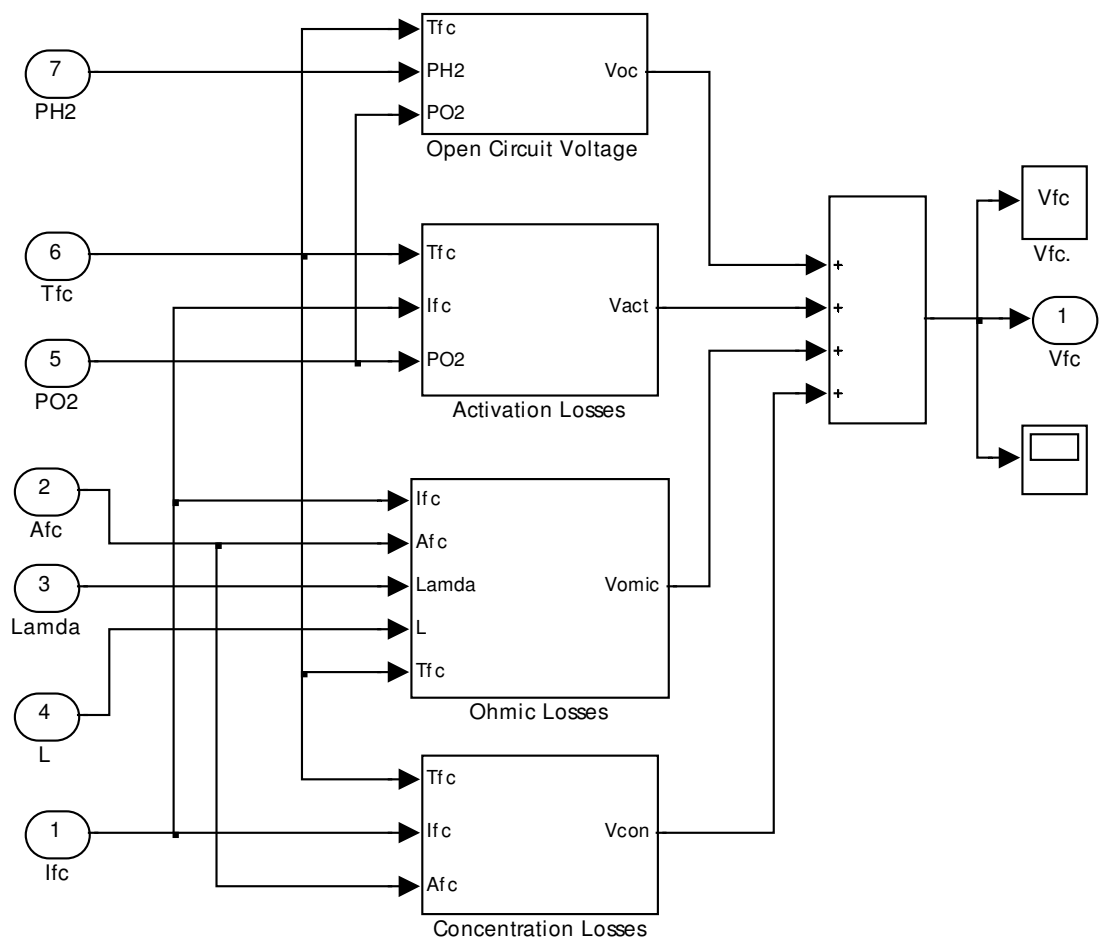 7
PH2
Tfc
PH2
PO2
Voc
Open Circuit Voltage
6
Tfc
5
PO2
Tfc
Ifc
PO2
Vact
Activation Losses
2
Afc
3
Lamda
4
L
Ifc
Afc
Lamda
L
Tfc
Vomic
Ohmic Losses
1
Ifc
Tfc
Ifc
Afc
Vcon
Concentration Losses
+
+
+
+
Vfc
Vfc.
1
Vfc